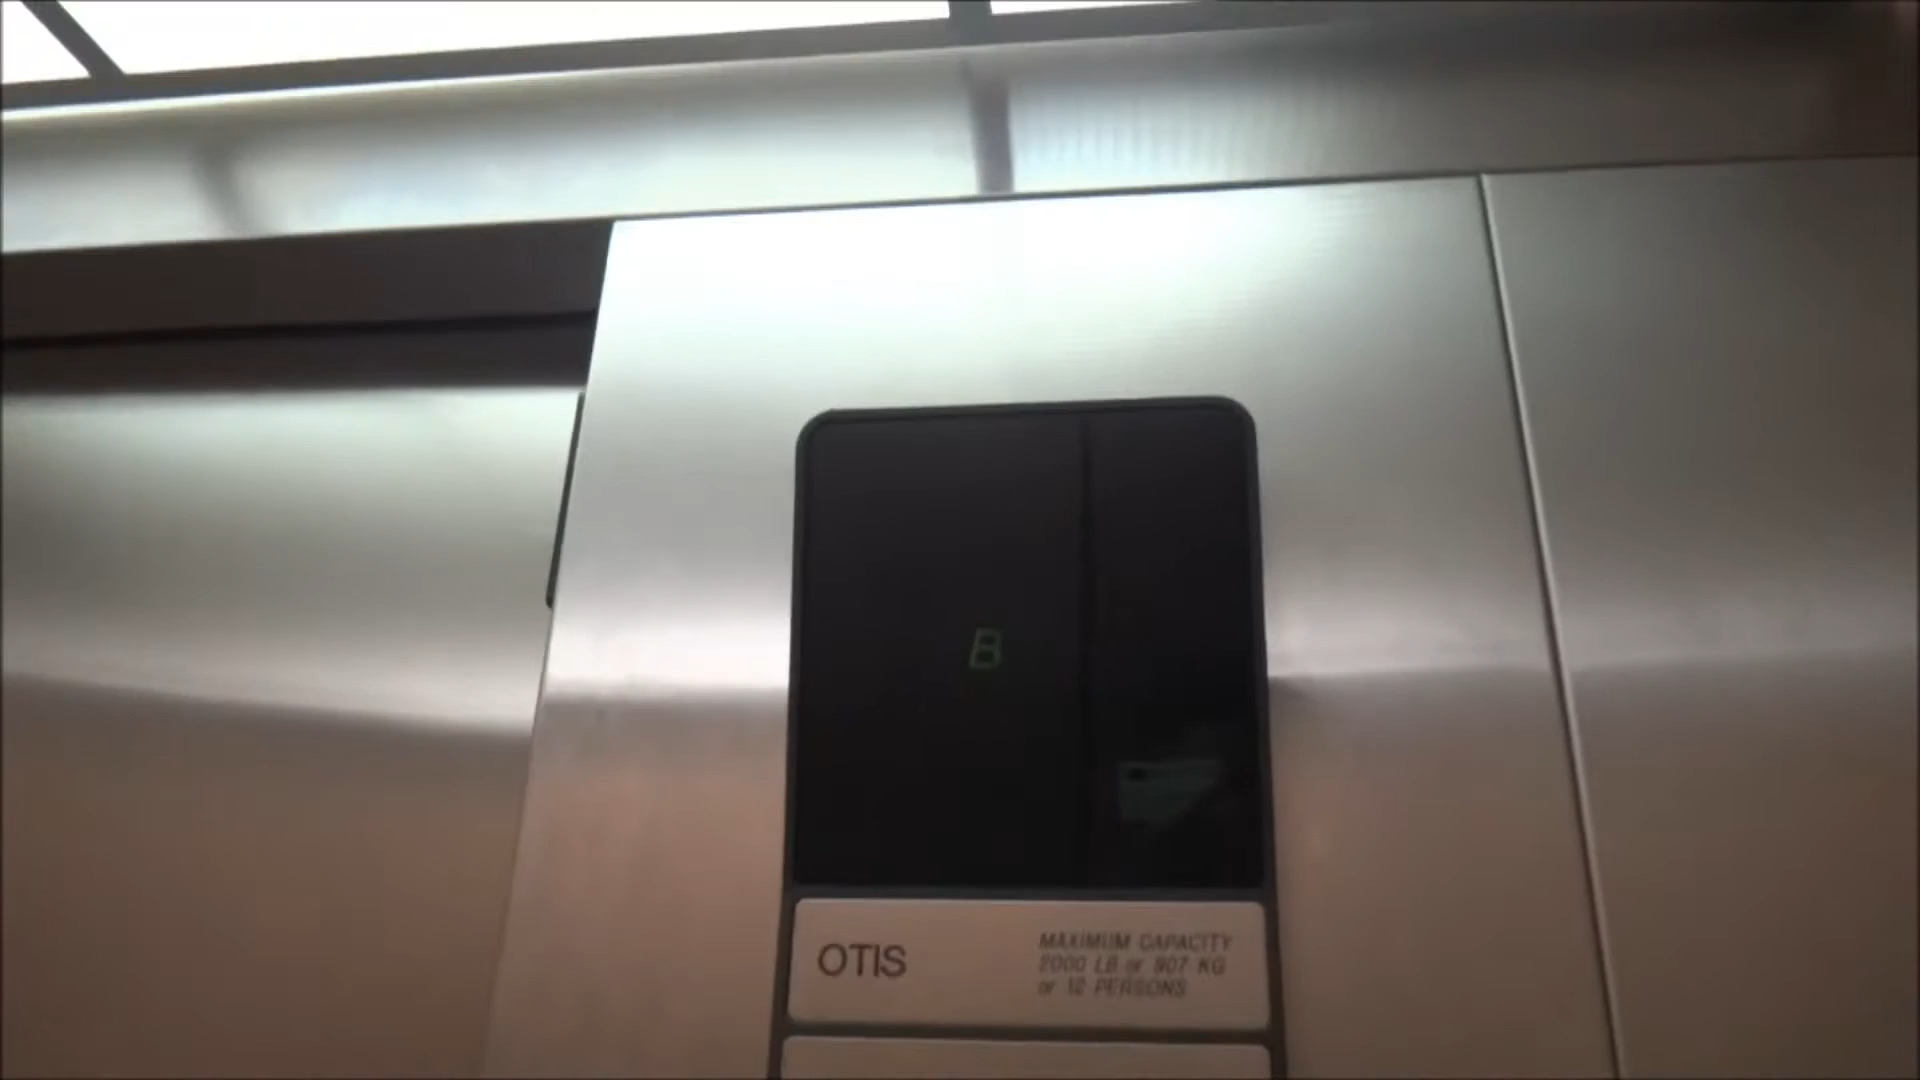 B
OTIS
MAXIMUM CAPACITY
2000 LB or 907 KG
or 12 PERSONS